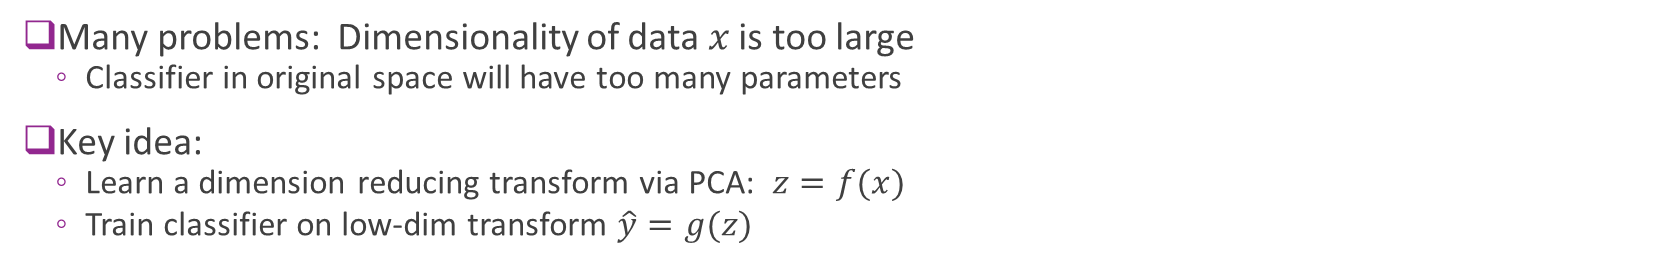 ❑Many problems: Dimensionality of data 𝑥 is too large
◦ Classifier in original space will have too many parameters
❑Key idea:
◦ Learn a dimension reducing transform via PCA: 𝑧 = 𝑓(𝑥)
◦ Train classifier on low-dim transform 𝑦̂ = 𝑔(𝑧)